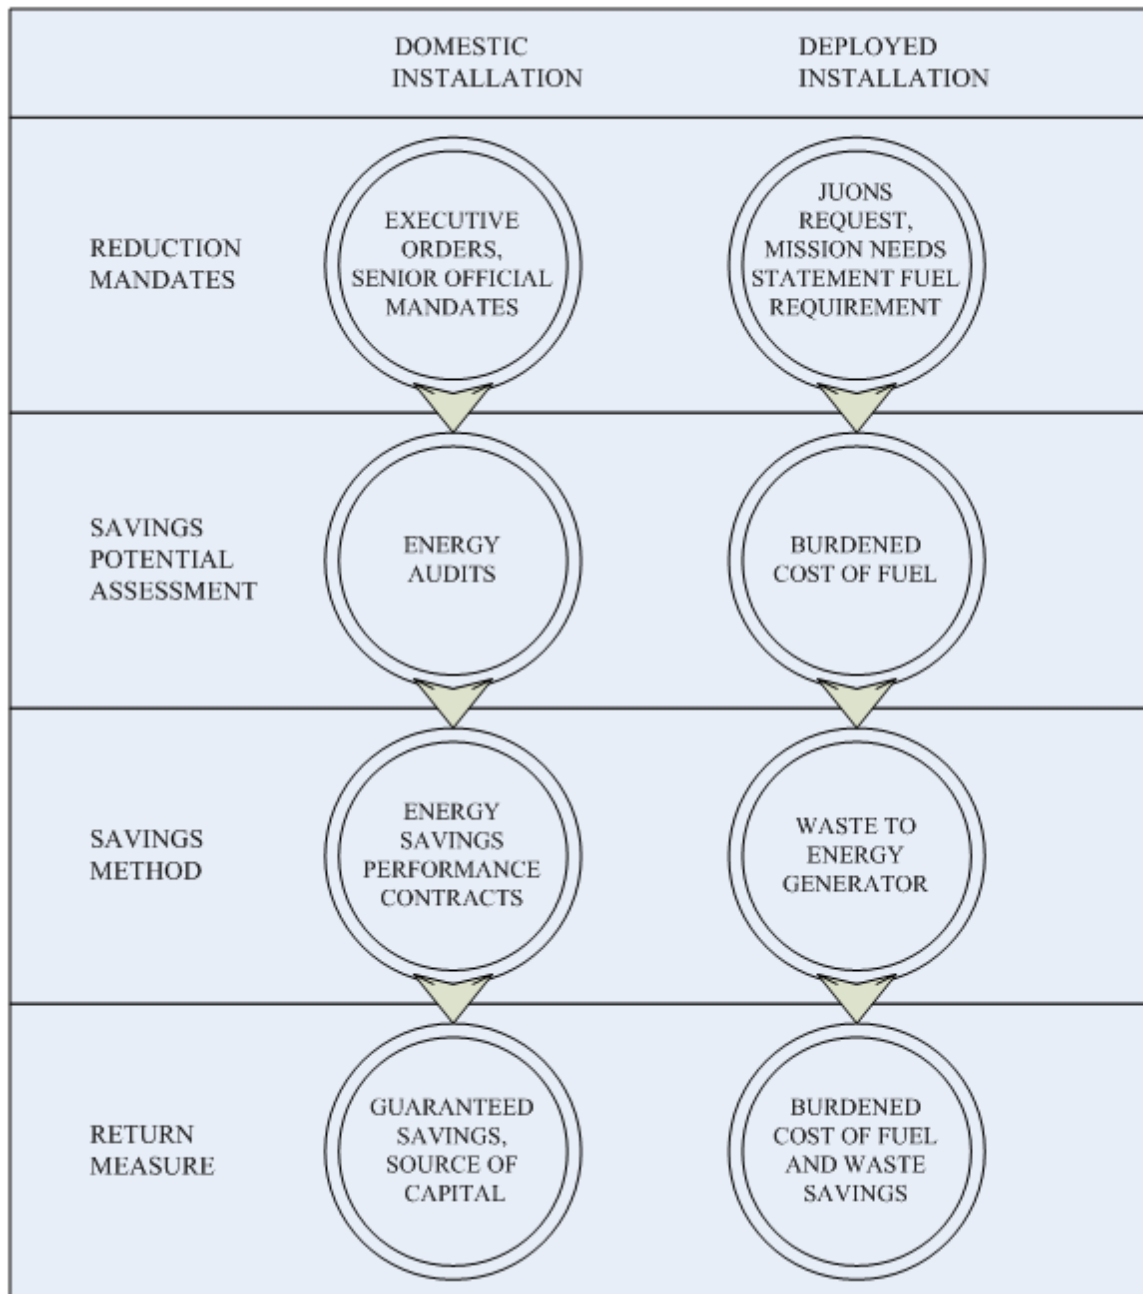 DOMESTIC
INSTALLATION
DEPLOYED
INSTALLATION
REDUCTION
MANDATES
EXECUTIVE
ORDERS,
SENIOR OFFICIAL
MANDATES
JUONS
REQUEST,
MISSION NEEDS
STATEMENT FUEL
REQUIREMENT
SAVINGS
POTENTIAL
ASSESSMENT
ENERGY
AUDITS
BURDENED
COST OF FUEL
SAVINGS
METHOD
ENERGY
SAVINGS
PERFORMANCE
CONTRACTS
WASTE TO
ENERGY
GENERATOR
RETURN
MEASURE
GUARANTEED
SAVINGS,
SOURCE OF
CAPITAL
BURDENED
COST OF FUEL
AND WASTE
SAVINGS